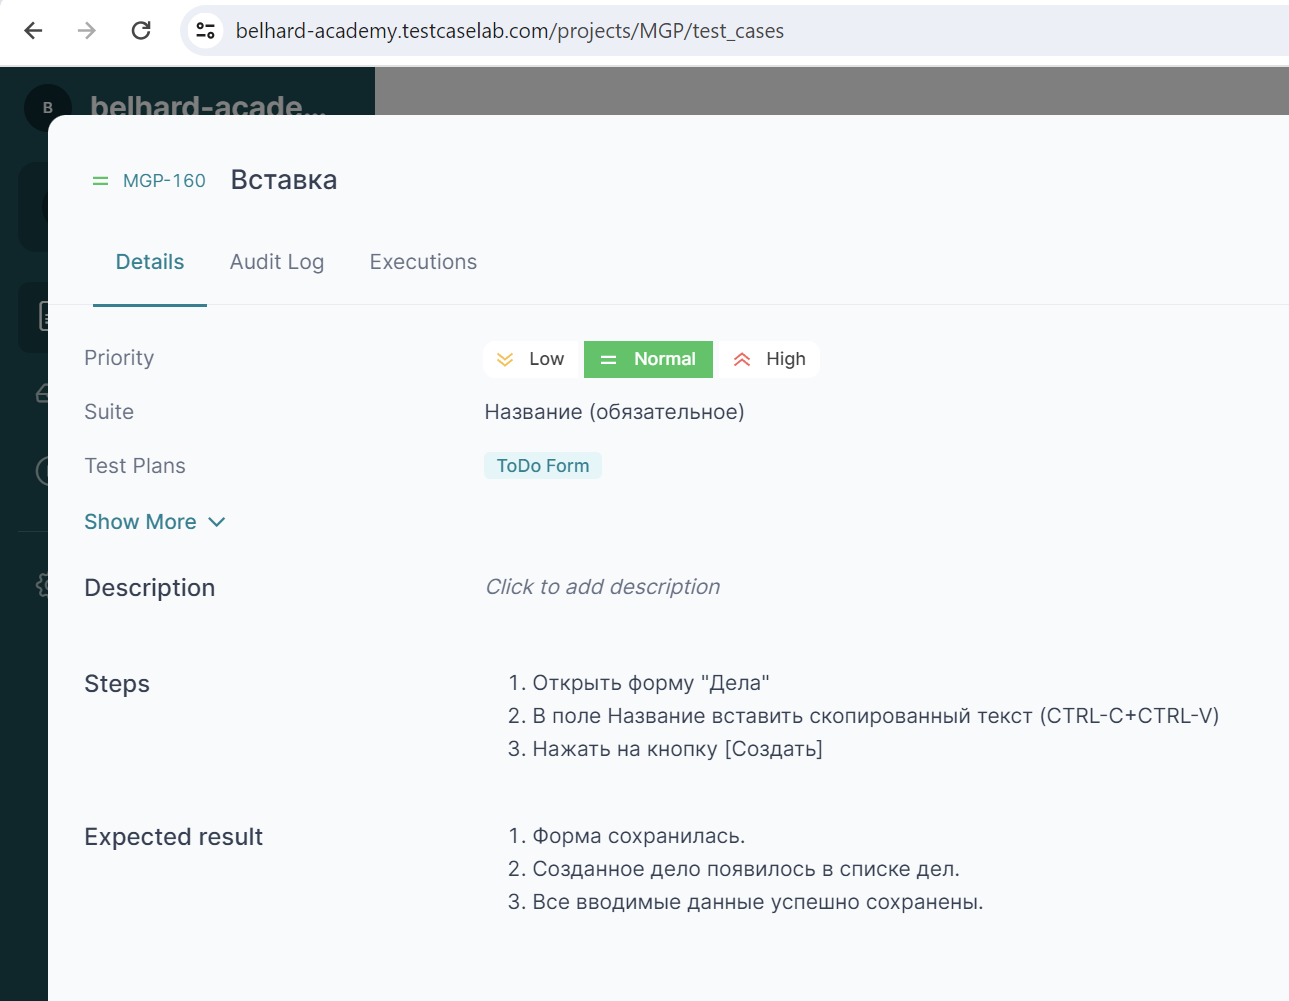 belhard-academy.testcaselab.com/projects/MGP/test_cases
B belhard-acade...
MGP-160 Вставка
Details Audit Log Executions
Priority Low Normal High
Suite Название (обязательное)
Test Plans ToDo Form
Show More
Description Click to add description
Steps 1. Открыть форму "Дела"
2. В поле Название вставить скопированный текст (CTRL-C+CTRL-V)
3. Нажать на кнопку [Создать]
Expected result 1. Форма сохранилась.
2. Созданное дело появилось в списке дел.
3. Все вводимые данные успешно сохранены.